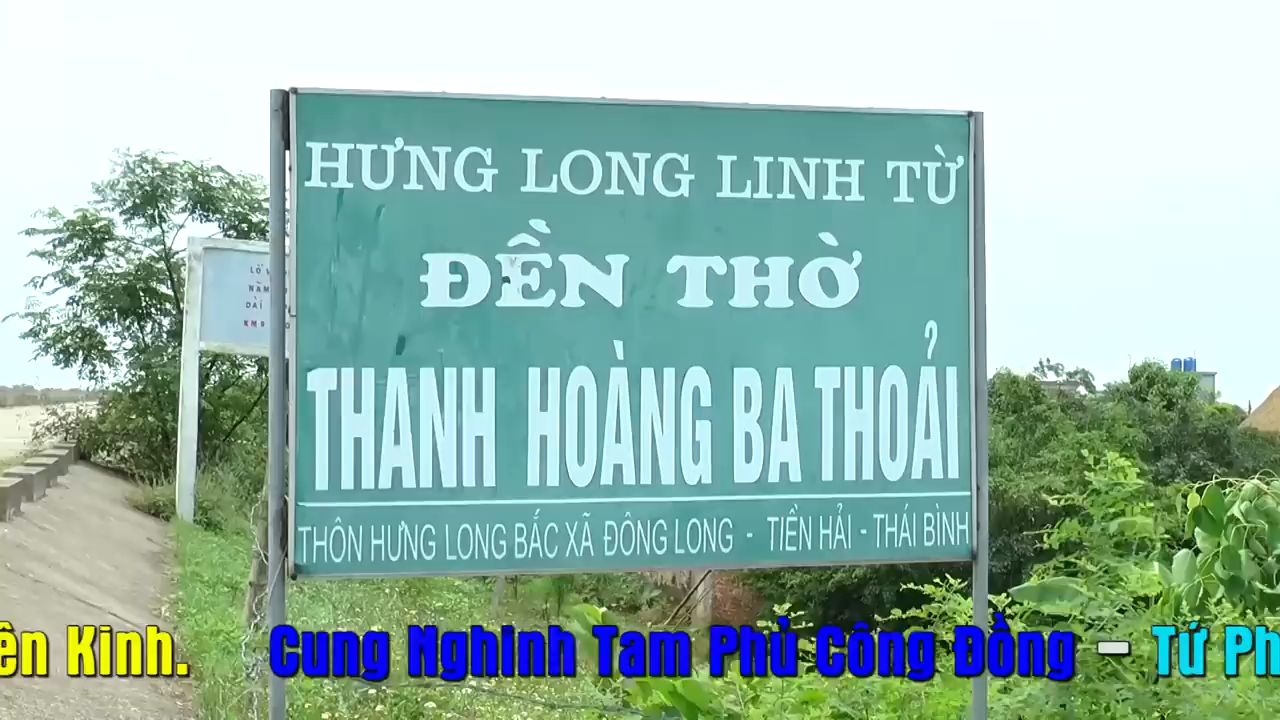 HƯNG LONG LINH TỪ
ĐỀN THỜ
THANH HOÀNG BA THOẢI
THÔN HƯNG LONG BẮC XÃ ĐÔNG LONG - TIỀN HẢI - THÁI BÌNH
ên Kinh. Cung Nghinh Tam Phủ Công Đồng - Tứ Ph